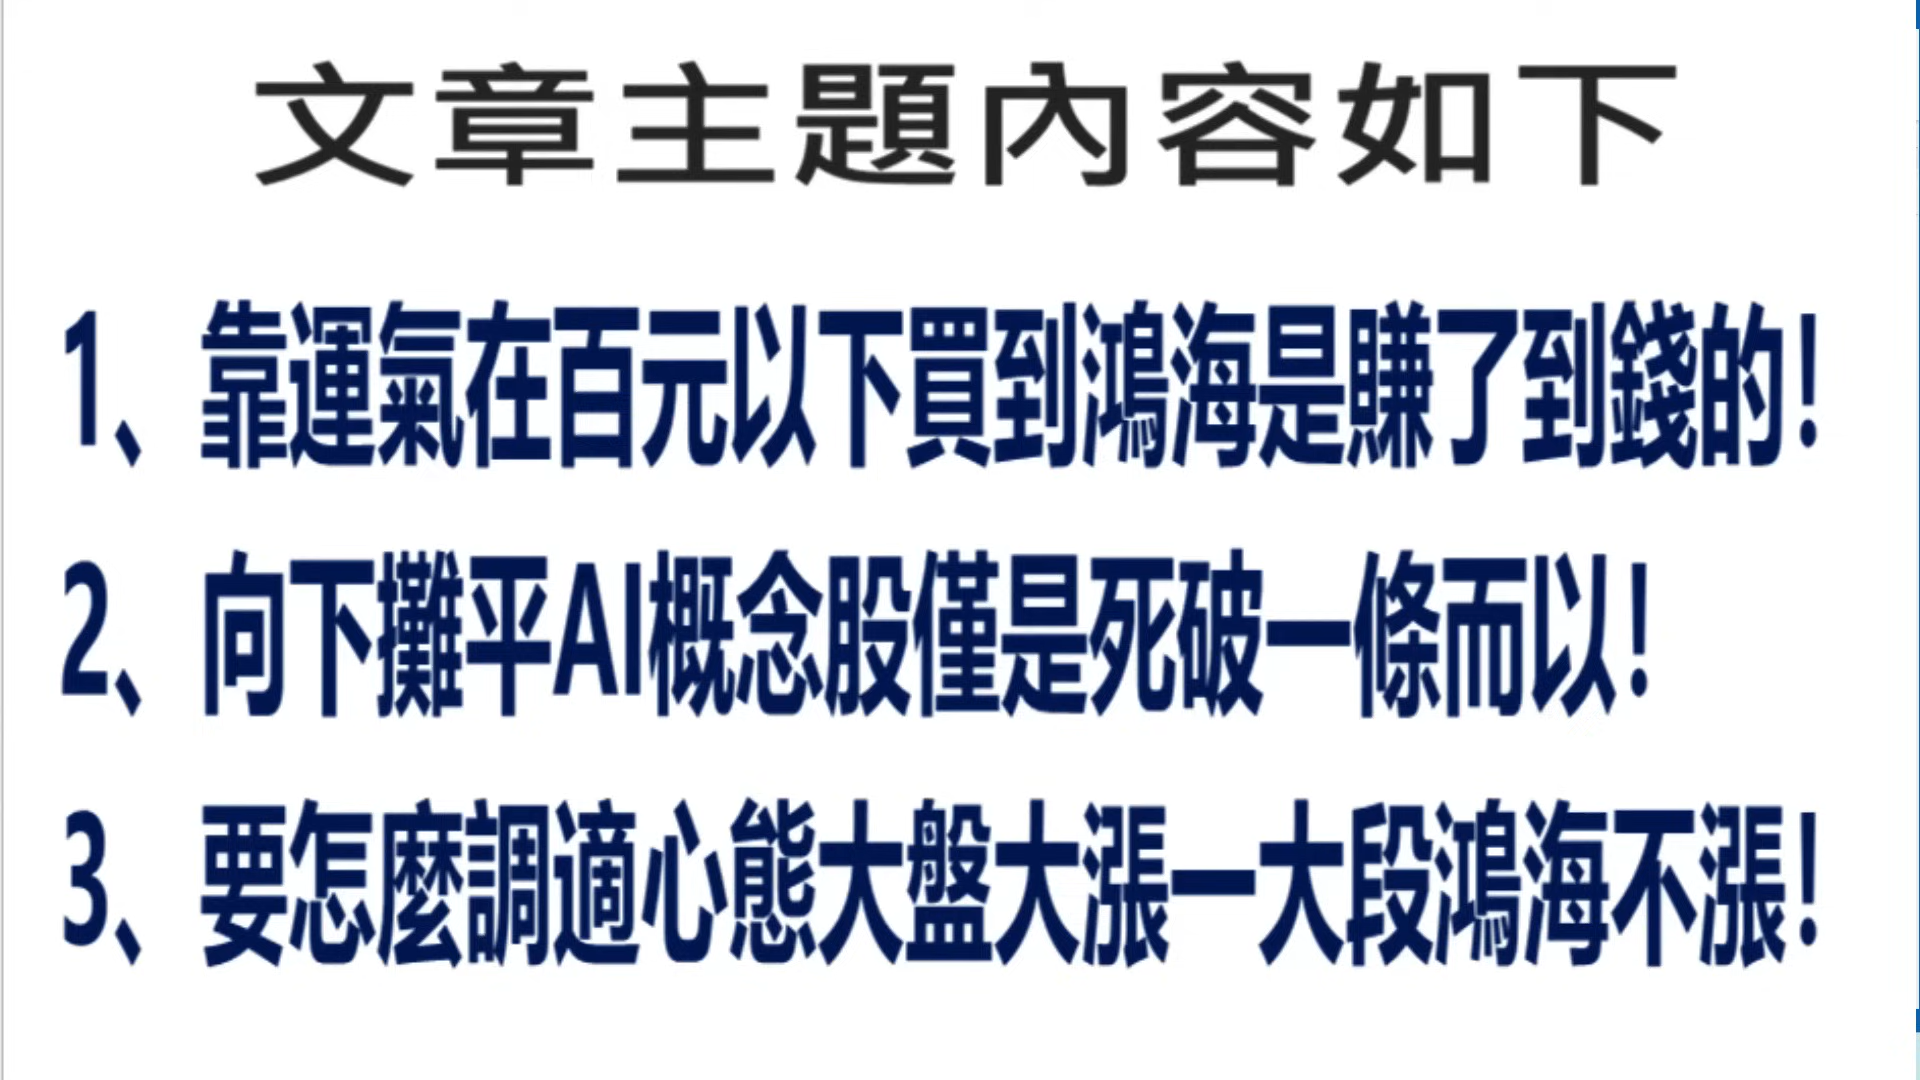 文章主題內容如下
1、靠運氣在百元以下買到鴻海是賺了到錢的!
2、向下攤平AI概念股僅是死破一條而以!
3、要怎麼調適心態大盤大漲一大段鴻海不漲!